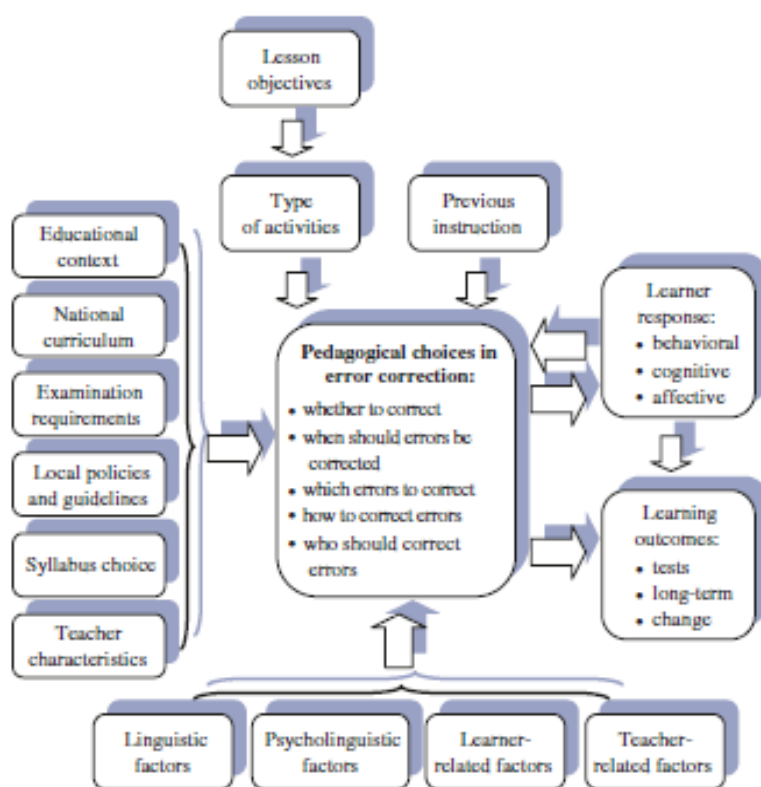 Lesson
objectives
Type
of activities
Previous
instruction
Educational
context
National
curriculum
Examination
requirements
Local policies
and guidelines
Syllabus choice
Teacher
characteristics
Pedagogical choices in
error correction:
• whether to correct
• when should errors be
corrected
• which errors to correct
• how to correct errors
• who should correct
errors
Learner
response:
• behavioral
• cognitive
• affective
Learning
outcomes:
• tests
• long-term
• change
Linguistic
factors
Psycholinguistic
factors
Learner-
related factors
Teacher-
related factors